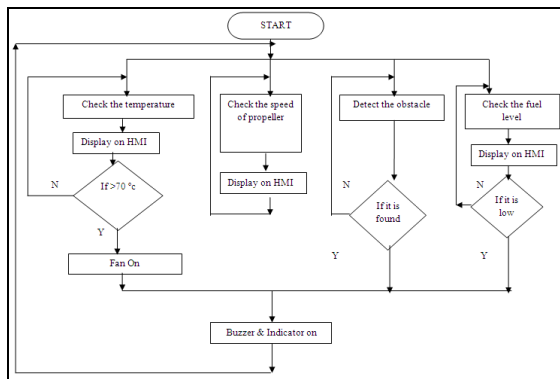 START
Check the temperature
Display on HMI
If >70 °c
N
Y
Fan On
Check the speed
of propeller
Display on HMI
Detect the obstacle
N
If it is
found
Y
Check the fuel
level
Display on HMI
N
If it is
low
Y
Buzzer & Indicator on